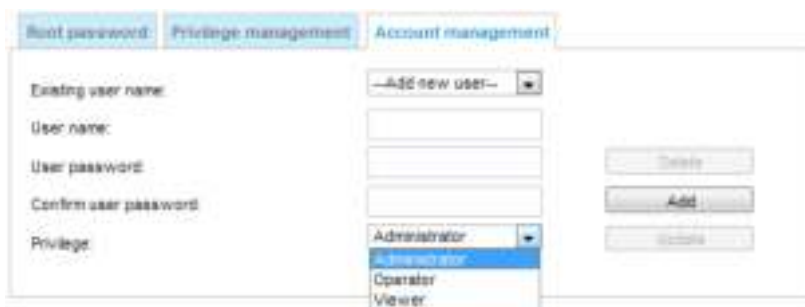 Root password Privilege management Account management
Existing user name: --Add new user--
User name:
User password:
Delete
Confirm user password:
Add
Privilege: Administrator
Update
Administrator
Operator
Viewer